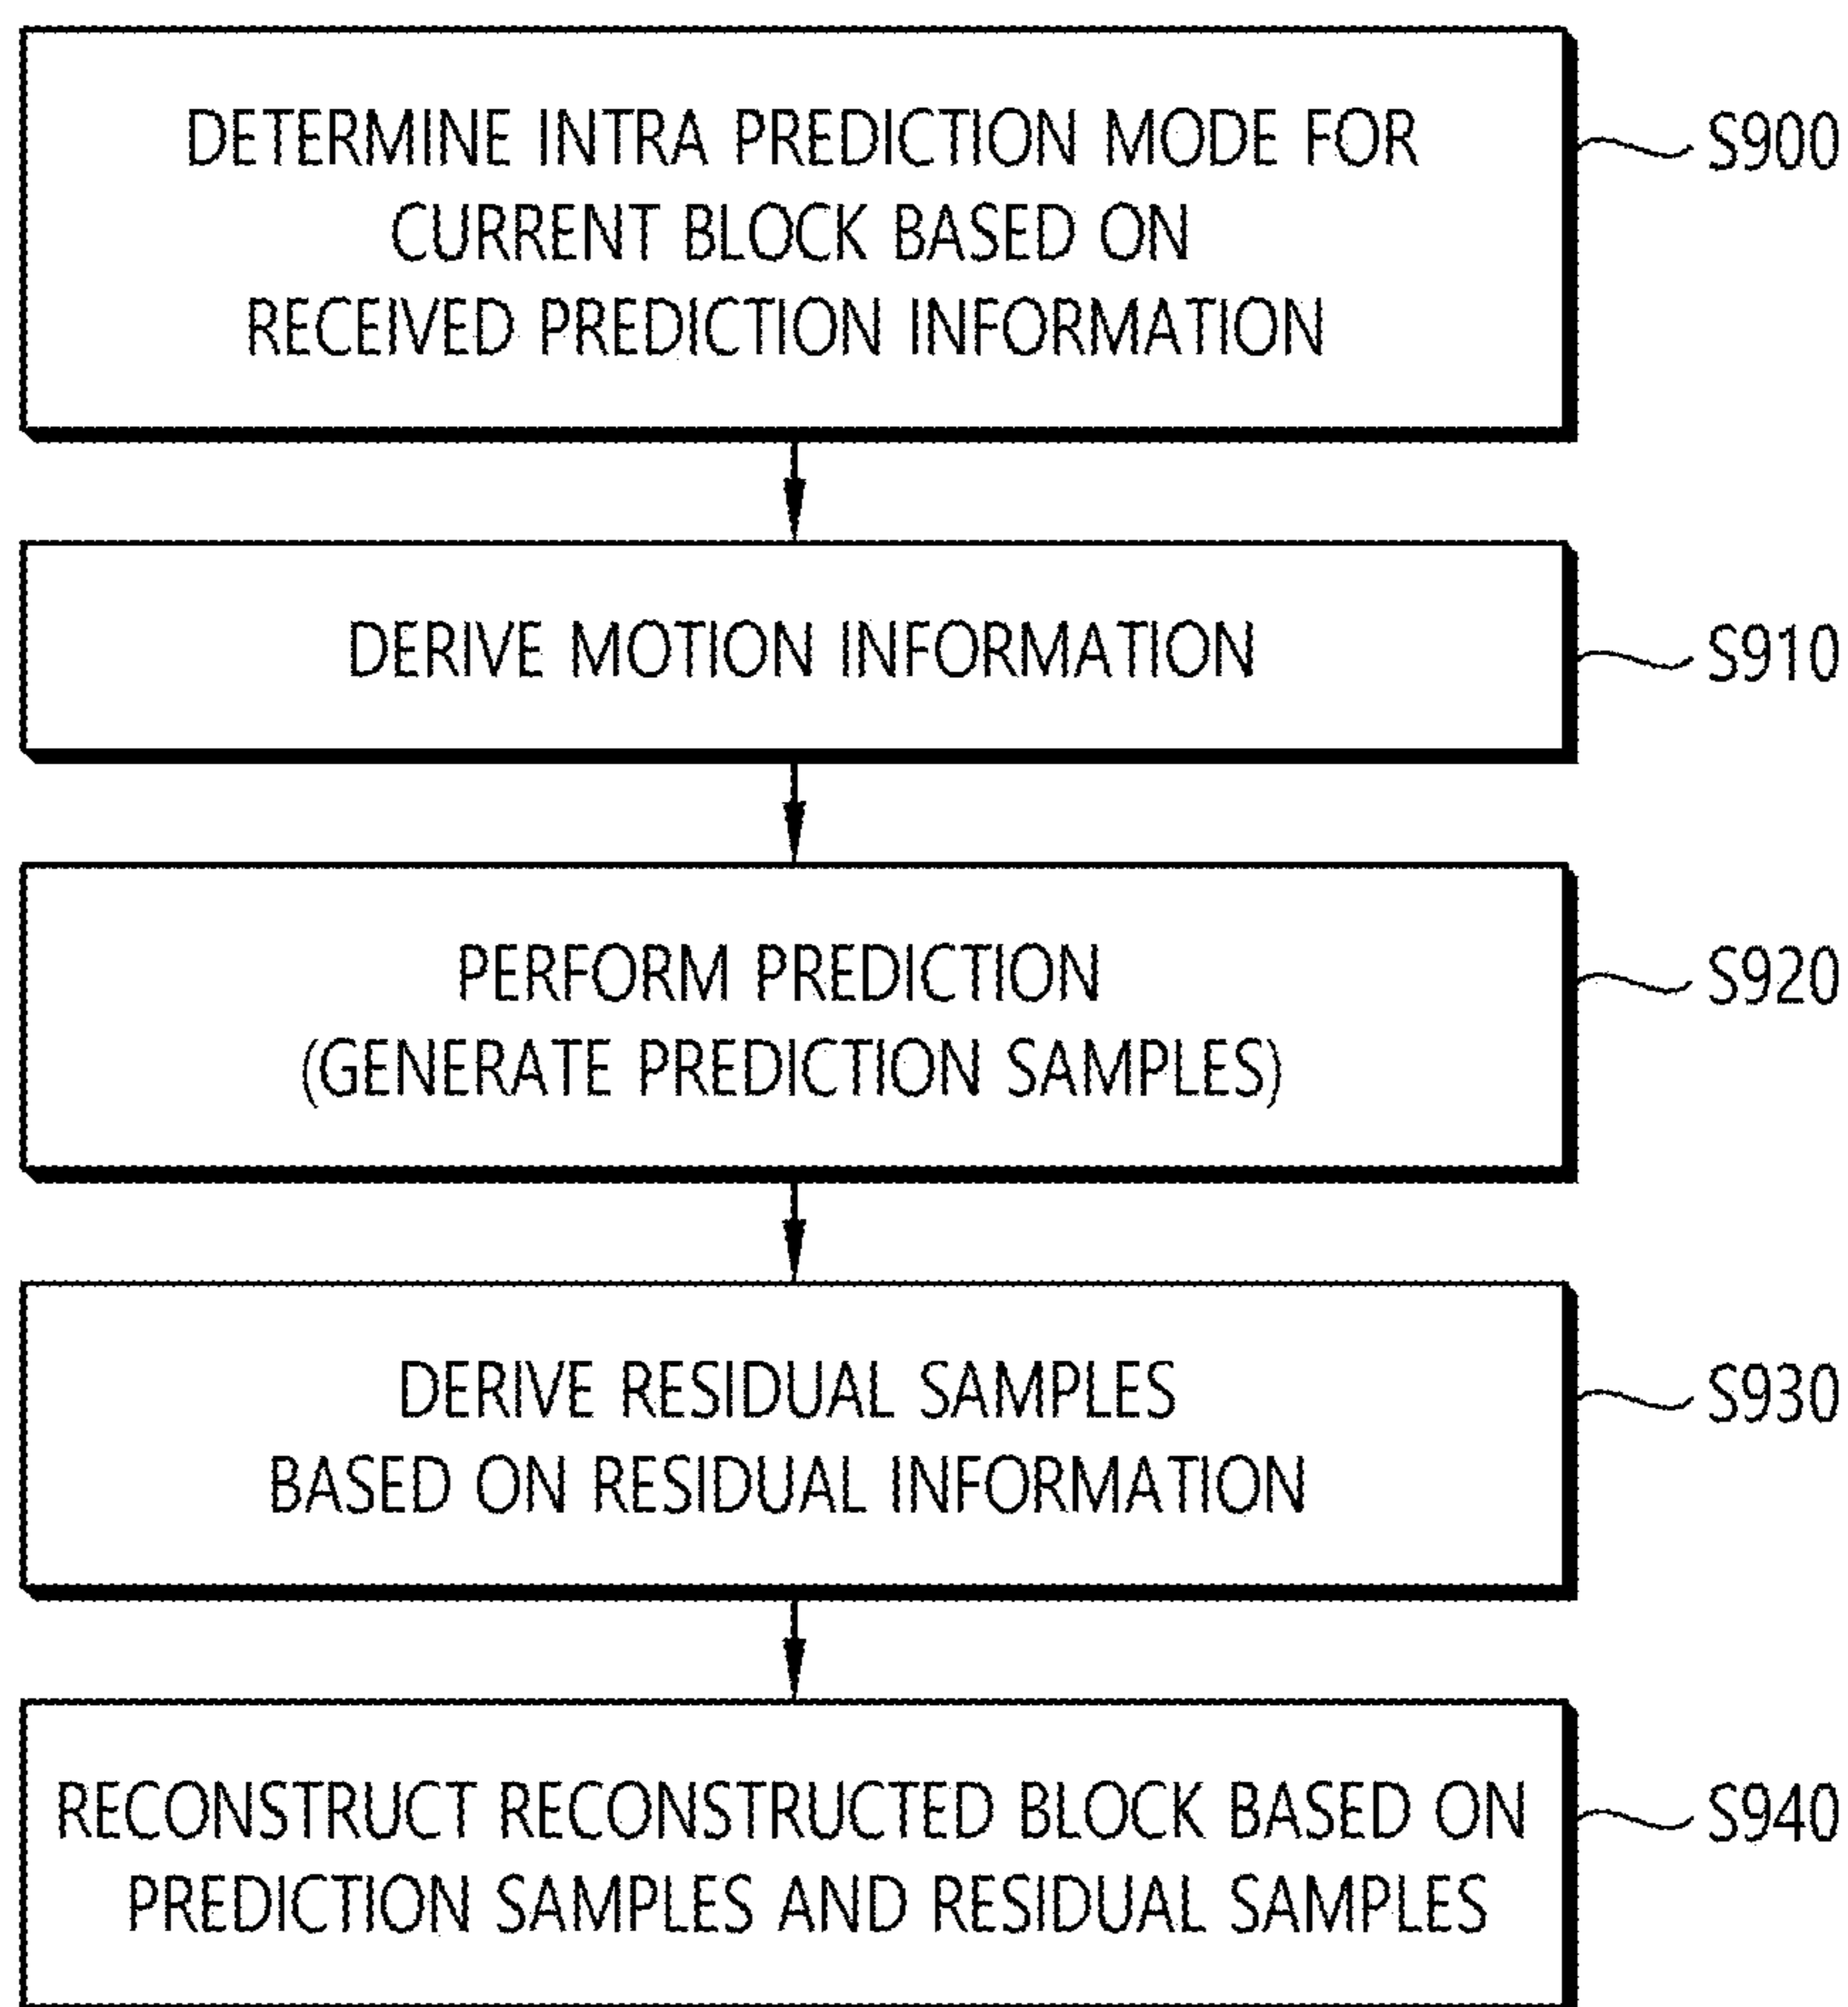 DETERMINE INTRA PREDICTION MODE FOR
CURRENT BLOCK BASED ON
RECEIVED PREDICTION INFORMATION
S900
DERIVE MOTION INFORMATION
S910
PERFORM PREDICTION
(GENERATE PREDICTION SAMPLES)
S920
DERIVE RESIDUAL SAMPLES
BASED ON RESIDUAL INFORMATION
S930
RECONSTRUCT RECONSTRUCTED BLOCK BASED ON
PREDICTION SAMPLES AND RESIDUAL SAMPLES
S940